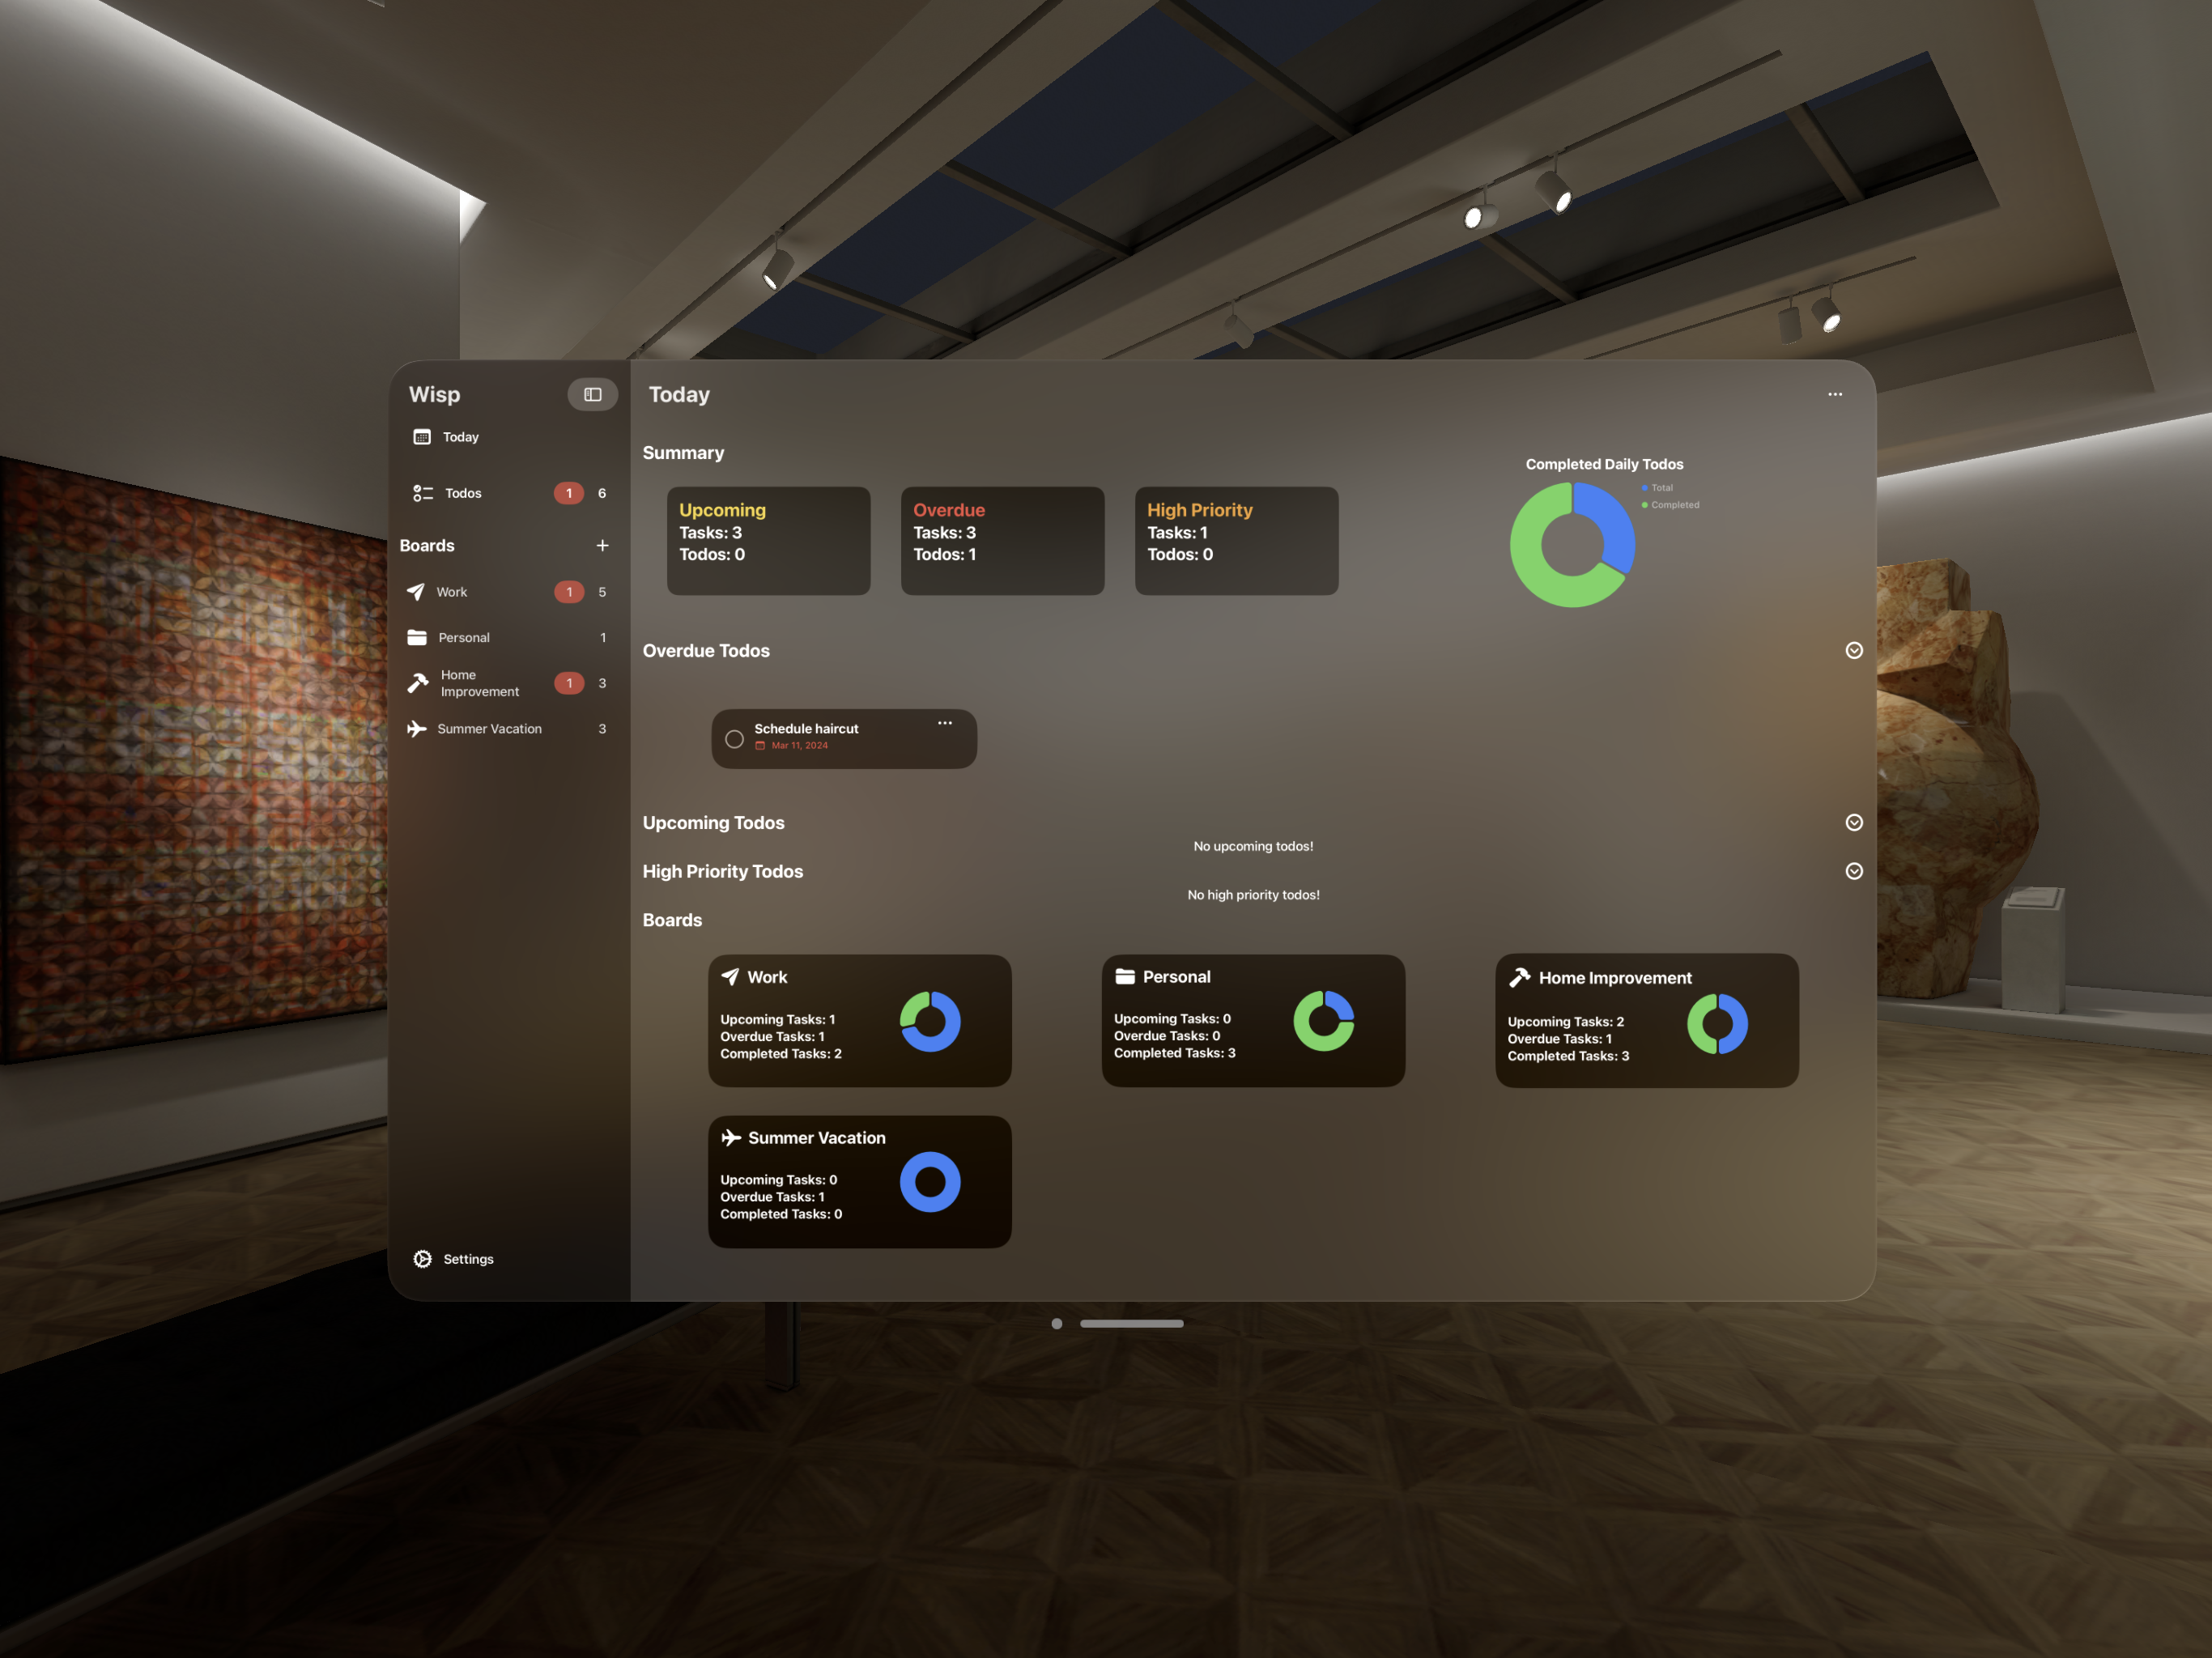 Wisp
Today
Todos 1 6
Boards
Work 1 5
Personal 1
Home
Improvement 1 3
Summer Vacation 3
Settings
Today
Summary
Upcoming
Tasks: 3
Todos: 0
Overdue
Tasks: 3
Todos: 1
High Priority
Tasks: 1
Todos: 0
Completed Daily Todos
Total
Completed
Overdue Todos
Schedule haircut
Mar 11, 2024
Upcoming Todos
No upcoming todos!
High Priority Todos
No high priority todos!
Boards
Work
Upcoming Tasks: 1
Overdue Tasks: 1
Completed Tasks: 2
Personal
Upcoming Tasks: 0
Overdue Tasks: 0
Completed Tasks: 3
Home Improvement
Upcoming Tasks: 2
Overdue Tasks: 1
Completed Tasks: 3
Summer Vacation
Upcoming Tasks: 0
Overdue Tasks: 1
Completed Tasks: 0